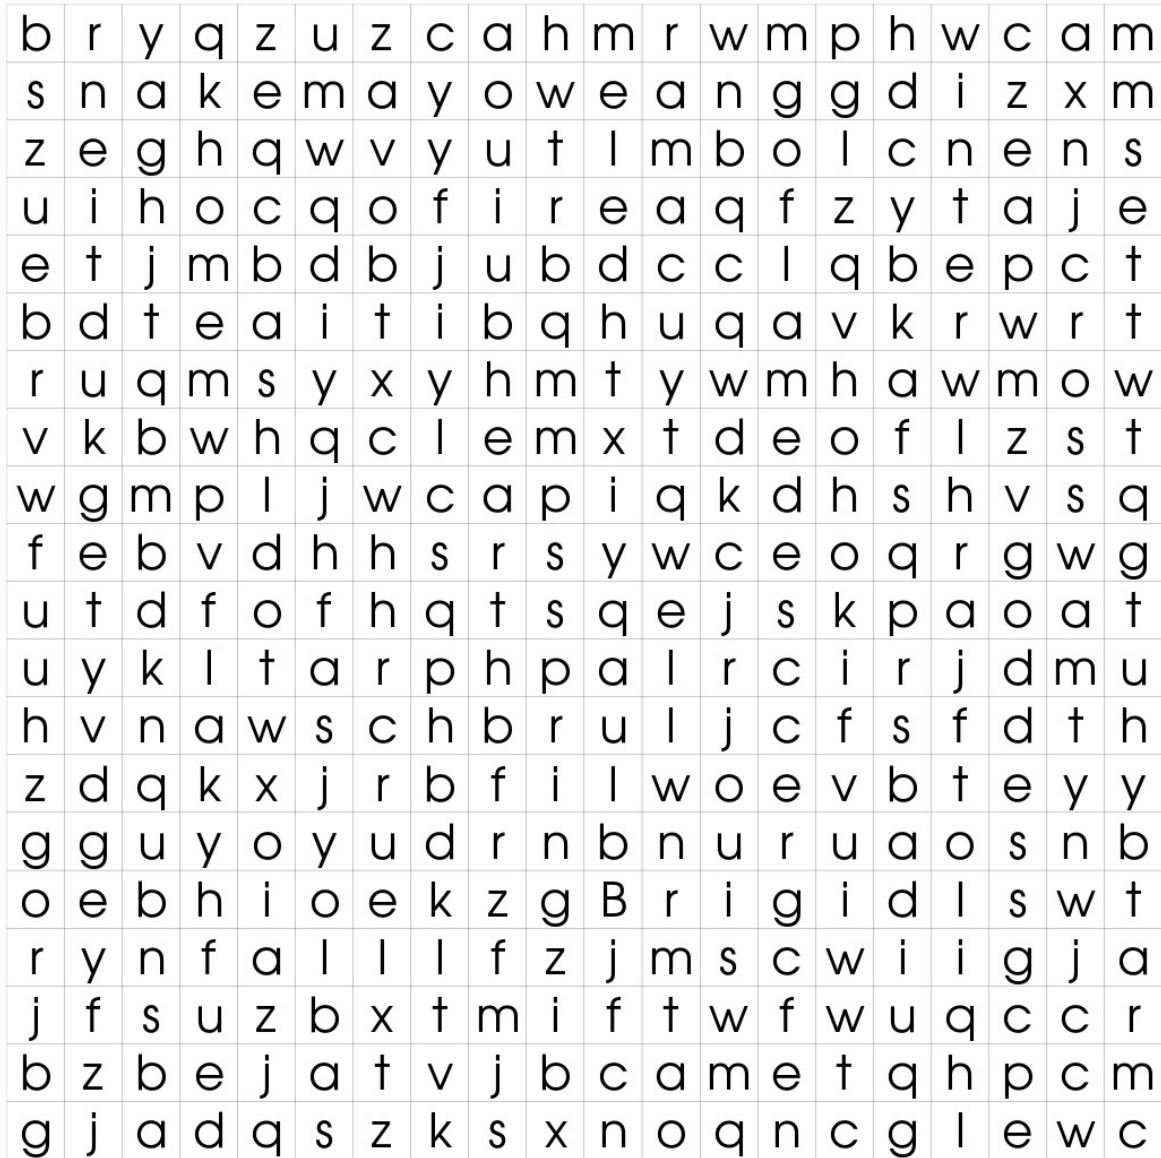 b r y q z u z c a h m r w m p h w c a m
s n a k e m a y o w e a n g g d i z x m
z e g h q w v y u t l m b o l c n e n s
u i h o c q o f i r e a q f z y t a j e
e t j m b d b j u b d c c l q b e p c t
b d t e a i t i b q h u q a v k r w r t
r u q m s y x y h m t y w m h a w m o w
v k b w h q c l e m x t d e o f l z s t
w g m p l j w c a p i q k d h s h v s q
f e b v d h h s r s y w c e o q r g w g
u t d f o f h q t s q e j s k p a o a t
u y k l t a r p h p a l r c i r j d m u
h v n a w s c h b r u l j c f s f d t h
z d q k x j r b f i l w o e v b t e y y
g g u y o y u d r n b n u r u a o s n b
o e b h i o e k z g B r i g i d l s w t
r y n f a l l l f z j m s c w i i g j a
j f s u z b x t m i f t w f w u q c c r
b z b e j a t v j b c a m e t q h p c m
g j a d q s z k s x n o q n c g l e w c